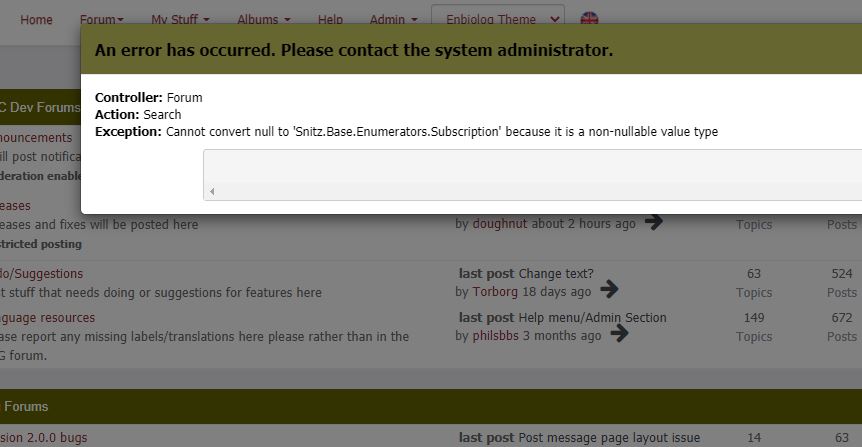 Home Forum My Stuff Albums Help Admin Enbiolog Theme
An error has occurred. Please contact the system administrator.
Controller: Forum
C Dev Forums
Action: Search
Exception: Cannot convert null to 'Snitz.Base.Enumerators.Subscription' because it is a non-nullable value type
nouncements
ill post notifica
deration enable
eases
eases and fixes will be posted here
by doughnut about 2 hours ago
Topics Posts
stricted posting
do/Suggestions
last post Change text?
63 524
t stuff that needs doing or suggestions for features here
by Torborg 18 days ago
Topics Posts
nguage resources
last post Help menu/Admin Section
149 672
ase report any missing labels/translations here please rather than in the
by philsbbs 3 months ago
Topics Posts
G forum.
Forums
sion 2.0.0 bugs
last post Post message page layout issue
14 63